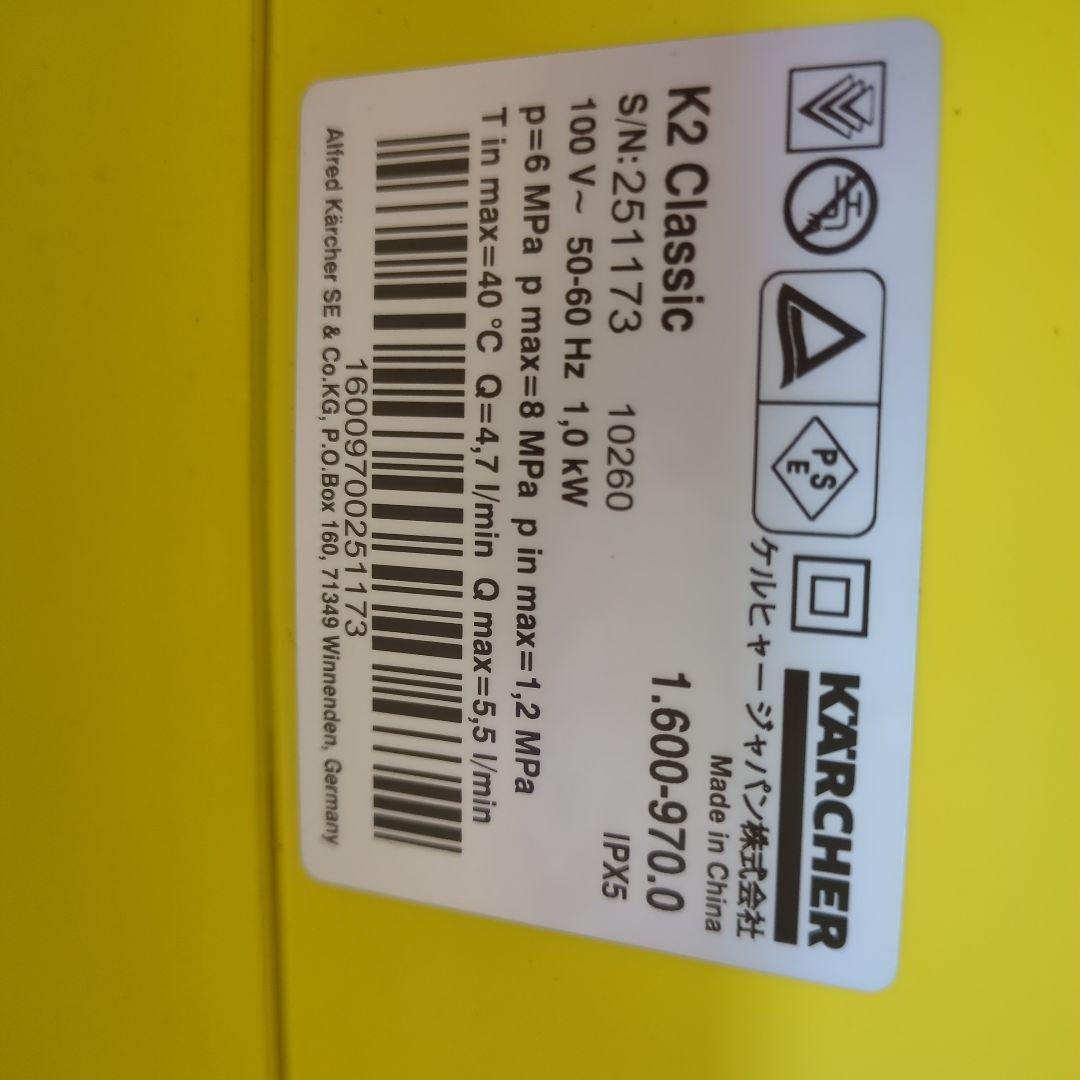 PSE
KÄRCHER
ケルヒャージャパン株式会社
Made in China
K2 Classic 1.600-970.0
S/N:251173 10260 IPX5
100 V~ 50-60 Hz 1,0 kW
p=6 MPa p max=8 MPa p in max=1,2 MPa
T in max=40 °C Q=4,7 l/min Q max=5,5 l/min
16009700251173
Alfred Kärcher SE & Co.KG, P.O.Box 160, 71349 Winnenden, Germany